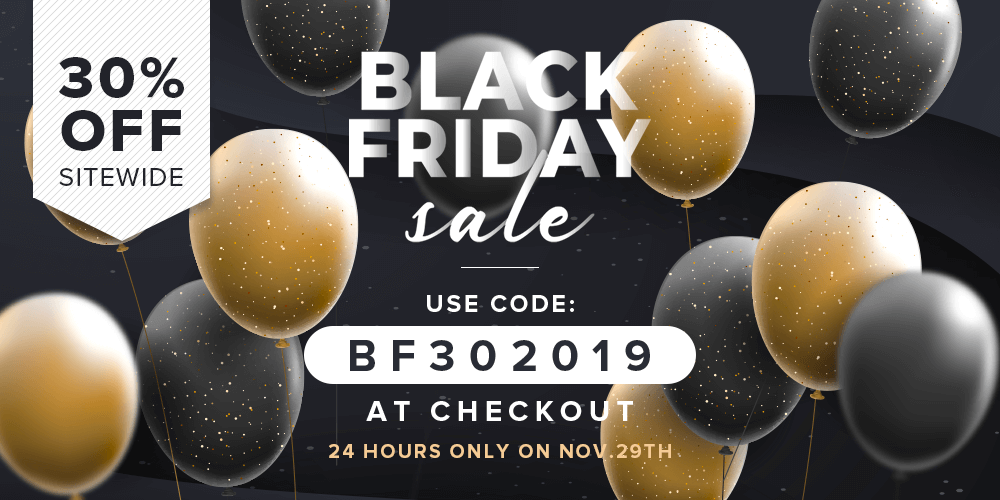 30%
OFF
SITEWIDE
BLACK
FRIDAY
sale
USE CODE:
BF302019
AT CHECKOUT
24 HOURS ONLY ON NOV.29TH